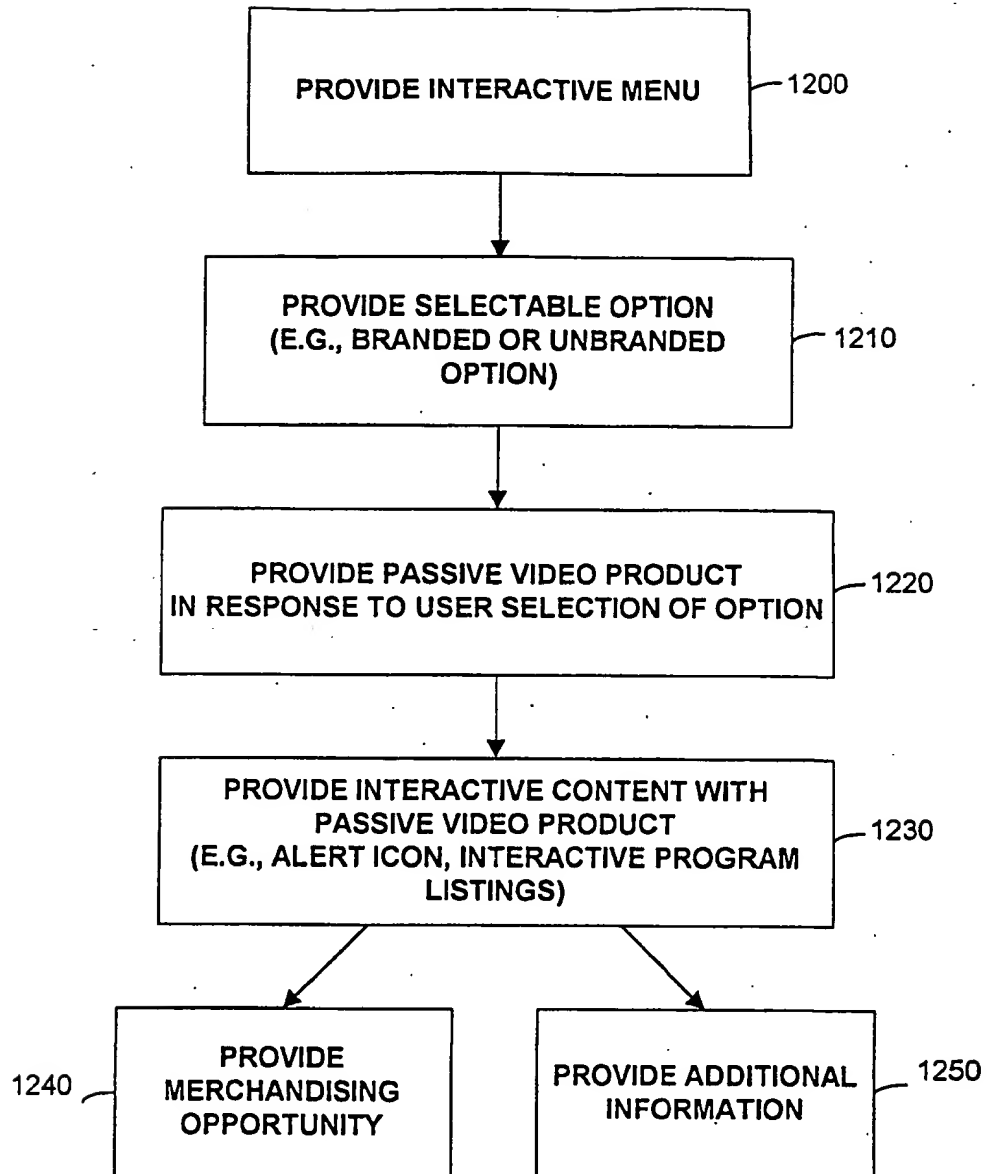 PROVIDE INTERACTIVE MENU
1200
PROVIDE SELECTABLE OPTION
(E.G., BRANDED OR UNBRANDED
OPTION)
1210
PROVIDE PASSIVE VIDEO PRODUCT
IN RESPONSE TO USER SELECTION OF OPTION
1220
PROVIDE INTERACTIVE CONTENT WITH
PASSIVE VIDEO PRODUCT
(E.G., ALERT ICON, INTERACTIVE PROGRAM
LISTINGS)
1230
1240
PROVIDE
MERCHANDISING
OPPORTUNITY
PROVIDE ADDITIONAL
INFORMATION
1250